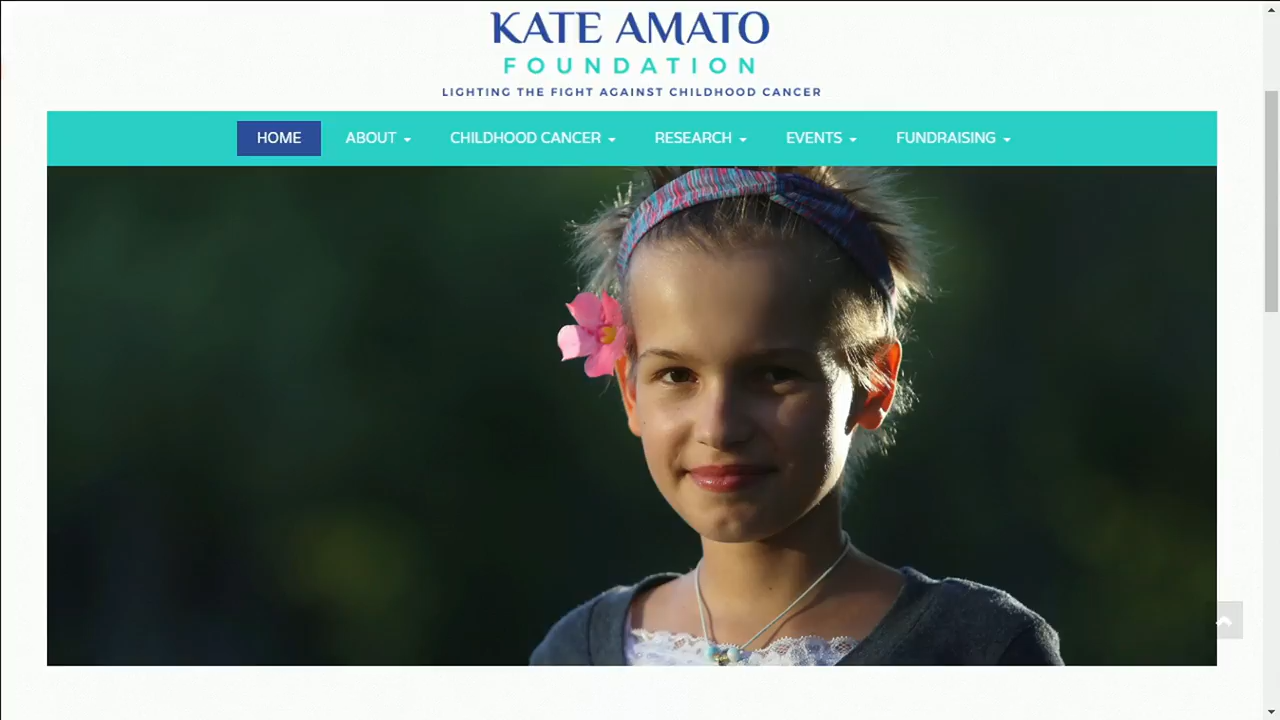 KATE AMATO
FOUNDATION
LIGHTING THE FIGHT AGAINST CHILDHOOD CANCER
HOME ABOUT CHILDHOOD CANCER RESEARCH EVENTS FUNDRAISING